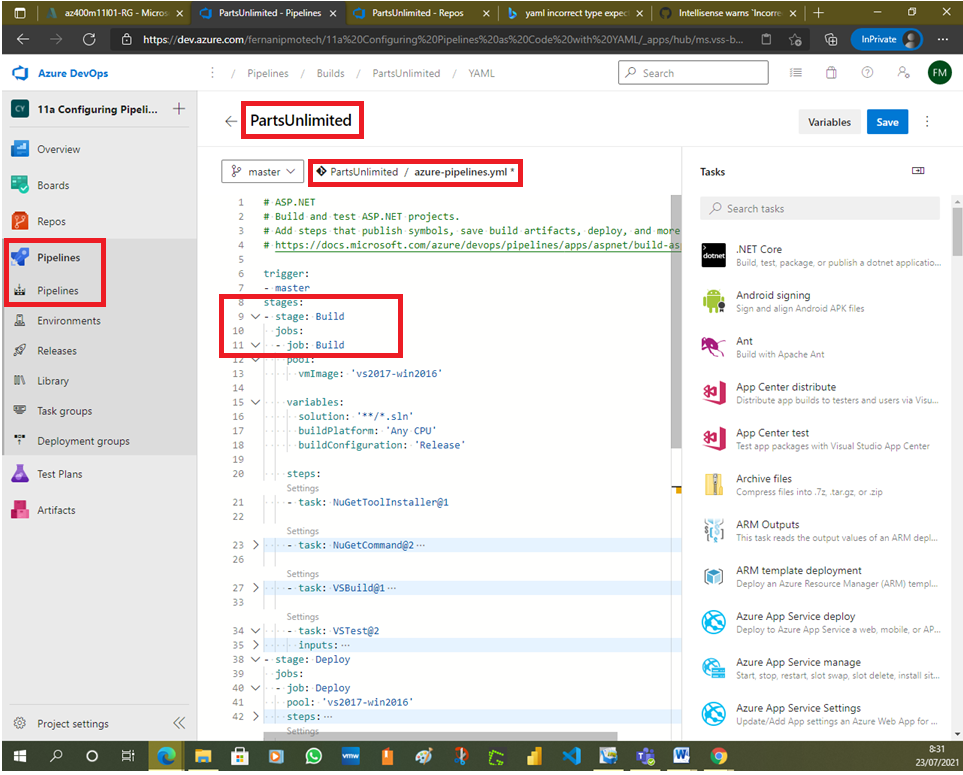 az400m11l01-RG - Micros
PartsUnlimited - Pipelines
PartsUnlimited - Repos
yaml incorrect type expec
Intellisense warns `Incorre
https://dev.azure.com/fernanipmotech/11a%20Configuring%20Pipelines%20as%20Code%20with%20YAML/_apps/hub/ms.vss-b...
InPrivate
Azure DevOps
/ Pipelines / Builds / PartsUnlimited / YAML
Search
FM
CY
11a Configuring Pipeli...
Overview
Boards
Repos
Pipelines
Pipelines
Environments
Releases
Library
Task groups
Deployment groups
Test Plans
Artifacts
Project settings
PartsUnlimited
Variables
Save
master
PartsUnlimited / azure-pipelines.yml *
1 # ASP.NET
2 # Build and test ASP.NET projects.
3 # Add steps that publish symbols, save build artifacts, deploy, and more
4 # https://docs.microsoft.com/azure/devops/pipelines/apps/aspnet/build-as
5
6 trigger:
7 - master
8 stages:
9 - stage: Build
10 jobs:
11 - job: Build
12 pool:
13 vmImage: 'vs2017-win2016'
14
15 variables:
16 solution: '**/*.sln'
17 buildPlatform: 'Any CPU'
18 buildConfiguration: 'Release'
19
20 steps:
Settings
21 - task: NuGetToolInstaller@1
22
Settings
23 - task: NuGetCommand@2...
26
Settings
27 - task: VSBuild@1...
33
Settings
34 - task: VSTest@2
35 inputs:...
38 - stage: Deploy
39 jobs:
40 - job: Deploy
41 pool: 'vs2017-win2016'
42 steps:...
Settings
Tasks
Search tasks
dotnet
.NET Core
Build, test, package, or publish a dotnet applicatio...
Android signing
Sign and align Android APK files
Ant
Build with Apache Ant
App Center distribute
Distribute app builds to testers and users via Visu...
App Center test
Test app packages with Visual Studio App Center
Archive files
Compress files into .7z, .tar.gz, or .zip
ARM Outputs
This task reads the output values of an ARM depl...
ARM template deployment
Deploy an Azure Resource Manager (ARM) templ...
Azure App Service deploy
Deploy to Azure App Service a web, mobile, or AP...
Azure App Service manage
Start, stop, restart, slot swap, slot delete, install sit...
Azure App Service Settings
Update/Add App settings an Azure Web App for ...
vmw
8:31
23/07/2021